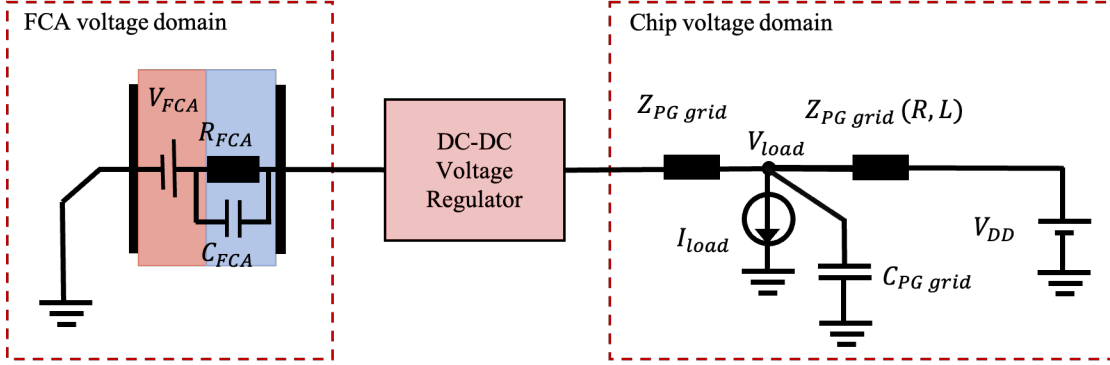 FCA voltage domain
V_FCA
R_FCA
C_FCA
DC-DC
Voltage
Regulator
Chip voltage domain
Z_PG grid
Z_PG grid (R, L)
V_load
I_load
C_PG grid
V_DD